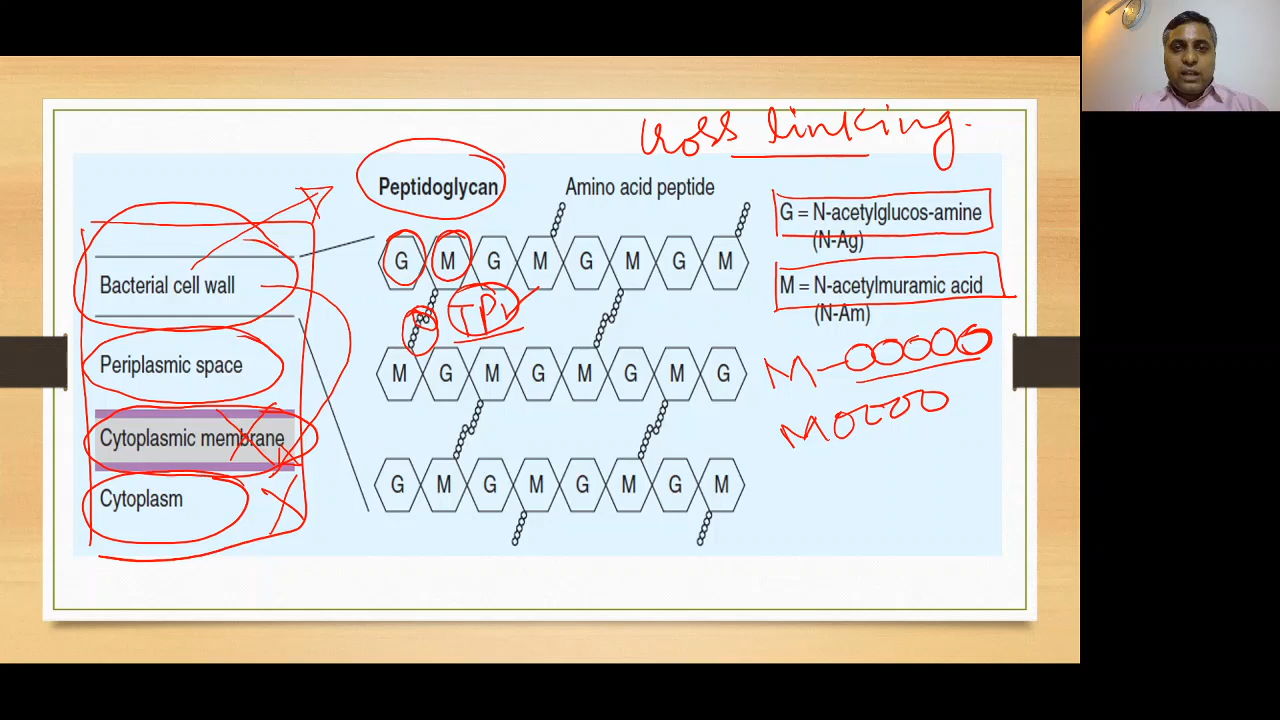 Cross linking.
Peptidoglycan
Amino acid peptide
G = N-acetylglucos-amine
(N-Ag)
M = N-acetylmuramic acid
(N-Am)
Bacterial cell wall
Periplasmic space
Cytoplasmic membrane
Cytoplasm
G M G M G M G M
TP
M G M G M G M G
G M G M G M G M
M
M